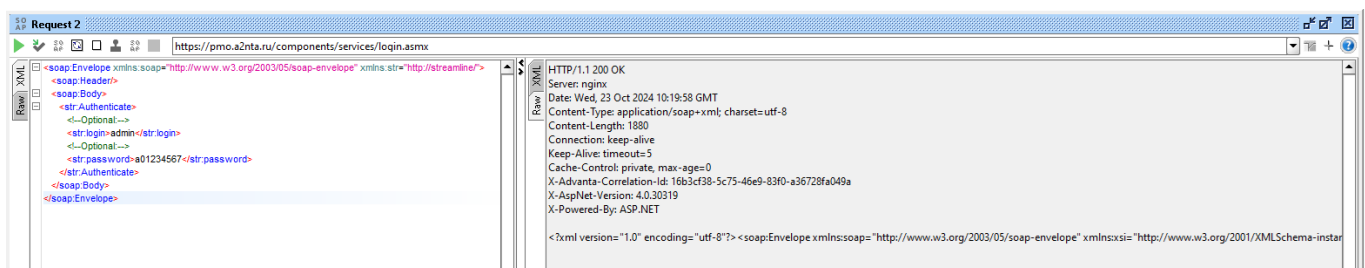 SOAP Request 2
https://pmo.a2nta.ru/components/services/login.asmx
XML
Raw
<soap:Envelope xmlns:soap="http://www.w3.org/2003/05/soap-envelope" xmlns:str="http://streamline/">
<soap:Header/>
<soap:Body>
<str:Authenticate>
<!--Optional:-->
<str:login>admin</str:login>
<!--Optional:-->
<str:password>a01234567</str:password>
</str:Authenticate>
</soap:Body>
</soap:Envelope>
XML
Raw
HTTP/1.1 200 OK
Server: nginx
Date: Wed, 23 Oct 2024 10:19:58 GMT
Content-Type: application/soap+xml; charset=utf-8
Content-Length: 1880
Connection: keep-alive
Keep-Alive: timeout=5
Cache-Control: private, max-age=0
X-Advanta-Correlation-Id: 16b3cf38-5c75-46e9-83f0-a36728fa049a
X-AspNet-Version: 4.0.30319
X-Powered-By: ASP.NET
<?xml version="1.0" encoding="utf-8"?><soap:Envelope xmlns:soap="http://www.w3.org/2003/05/soap-envelope" xmlns:xsi="http://www.w3.org/2001/XMLSchema-instar